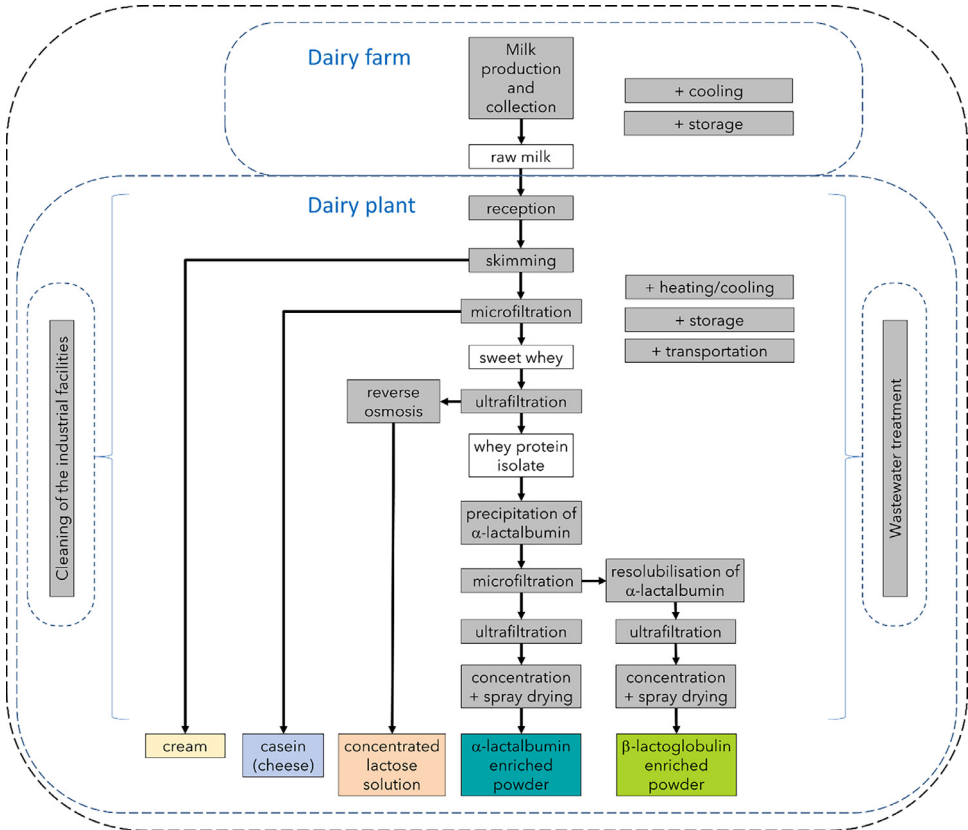 Dairy farm
Milk
production
and
collection
+ cooling
+ storage
raw milk
Dairy plant
reception
skimming
+ heating/cooling
microfiltration
+ storage
+ transportation
sweet whey
reverse
osmosis
ultrafiltration
whey protein
isolate
Cleaning of the industrial facilities
Wastewater treatment
precipitation of
α-lactalbumin
microfiltration
resolubilisation of
α-lactalbumin
ultrafiltration
ultrafiltration
concentration
+ spray drying
concentration
+ spray drying
cream
casein
(cheese)
concentrated
lactose
solution
α-lactalbumin
enriched
powder
β-lactoglobulin
enriched
powder